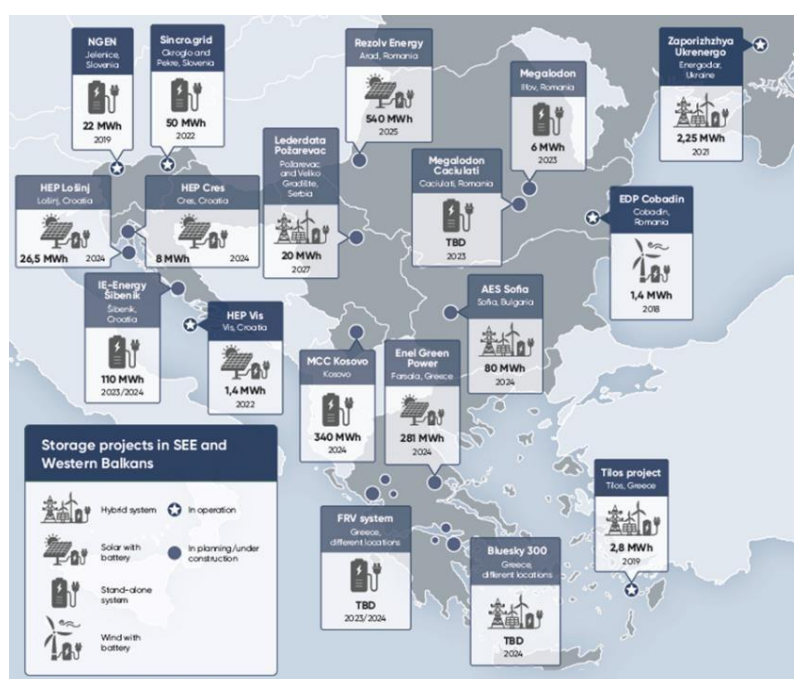 NGEN
Jelenice,
Slovenia
22 MWh
2019
Sincro.grid
Okroglo and
Pekre, Slovenia
50 MWh
2022
Rezolv Energy
Arad, Romania
540 MWh
2025
Megalodon
Ilfov, Romania
6 MWh
2023
Zaporizhzhya
Ukrenergo
Energodar,
Ukraine
2,25 MWh
2021
Lederdata
Požarevac
Požarevac
and Veliko
Gradište,
Serbia
20 MWh
2027
Megalodon
Caciulati
Caciulati, Romania
TBD
2023
HEP Lošinj
Lošinj, Croatia
26,5 MWh
2024
HEP Cres
Cres, Croatia
8 MWh
2024
EDP Cobadin
Cobadin,
Romania
1,4 MWh
2018
IE-Energy
Šibenik
Šibenik,
Croatia
110 MWh
2023/2024
HEP Vis
Vis, Croatia
1,4 MWh
2022
AES Sofia
Sofia, Bulgaria
80 MWh
2024
MCC Kosovo
Kosovo
340 MWh
2024
Enel Green
Power
Farsala, Greece
281 MWh
2024
Tilos project
Tilos, Greece
2,8 MWh
2019
FRV system
Greece,
different locations
TBD
2023/2024
Bluesky 300
Greece,
different locations
TBD
2024
Storage projects in SEE and
Western Balkans
Hybrid system
In operation
Solar with
battery
In planning/under
construction
Stand-alone
system
Wind with
battery